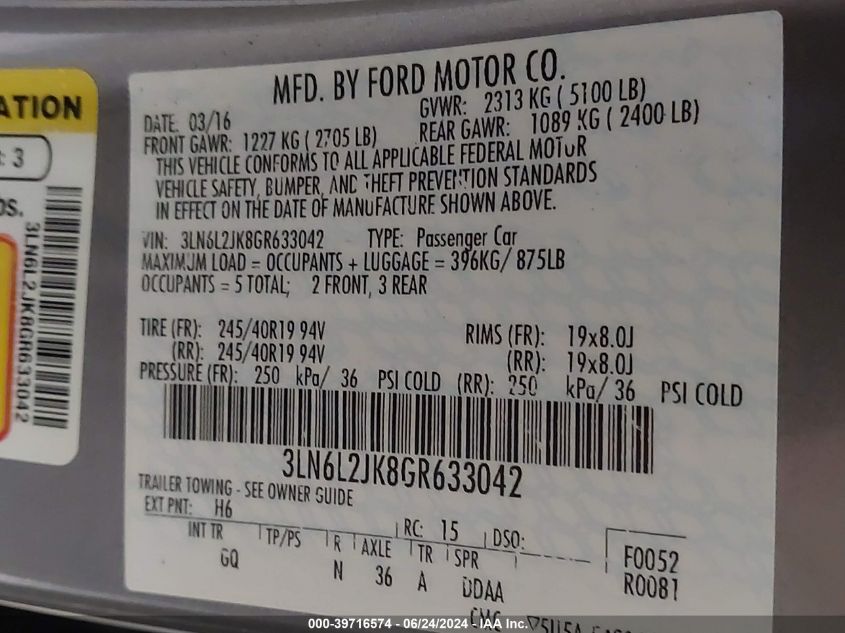 ATION
: 3
OS.
3LN6L2JK8GR633042
MFD. BY FORD MOTOR CO.
DATE. 03/16 GVWR: 2313 KG ( 5100 LB)
FRONT GAWR: 1227 KG ( 2705 LB) REAR GAWR: 1089 KG ( 2400 LB)
THIS VEHICLE CONFORMS TO ALL APPLICABLE FEDERAL MOTOR
VEHICLE SAFETY, BUMPER, AND THEFT PREVENTION STANDARDS
IN EFFECT ON THE DATE OF MANUFACTURE SHOWN ABOVE.
VIN: 3LN6L2JK8GR633042 TYPE: Passenger Car
MAXIMUM LOAD = OCCUPANTS + LUGGAGE = 396KG/ 875LB
OCCUPANTS = 5 TOTAL; 2 FRONT, 3 REAR
TIRE (FR): 245/40R19 94V RIMS (FR): 19x8.0J
(RR): 245/40R19 94V (RR): 19x8.0J
PRESSURE (FR): 250 kPa/ 36 PSI COLD (RR): 250 kPa/ 36 PSI COLD
3LN6L2JK8GR633042
TRAILER TOWING - SEE OWNER GUIDE
EXT PNT: H6 RC: 15 DSO:
INT TR TP/PS R AXLE TR SPR F0052
GQ N 36 A DDAA R0081
000-39716574 - 06/24/2024 - IAA Inc.